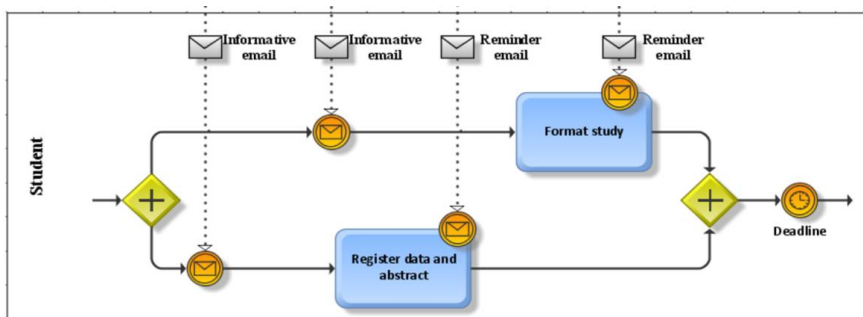 Informative
email
Informative
email
Reminder
email
Reminder
email
Student
Format study
Register data and
abstract
Deadline